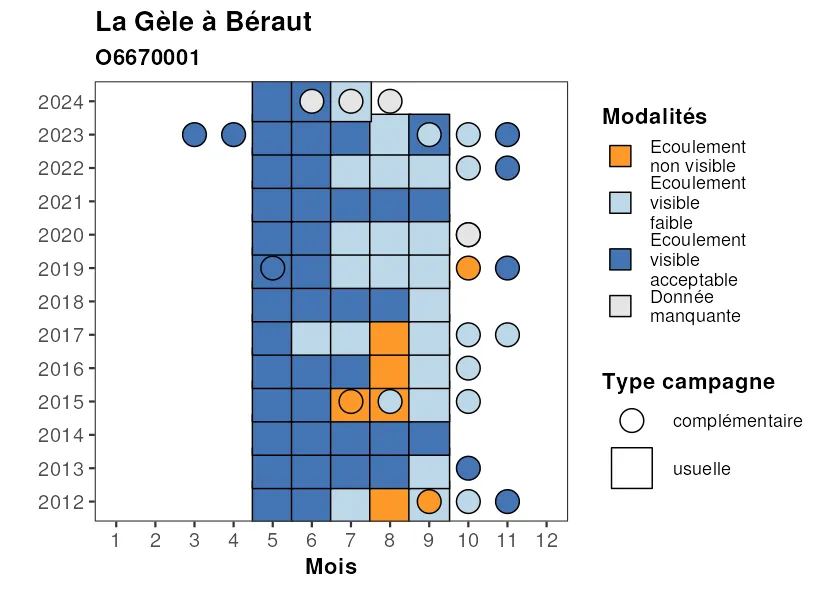 La Gèle à Béraut
O6670001
2024
2023
2022
2021
2020
2019
2018
2017
2016
2015
2014
2013
2012
1 2 3 4 5 6 7 8 9 10 11 12
Mois
Modalités
Ecoulement
non visible
Ecoulement
visible
faible
Ecoulement
visible
acceptable
Donnée
manquante
Type campagne
complémentaire
usuelle